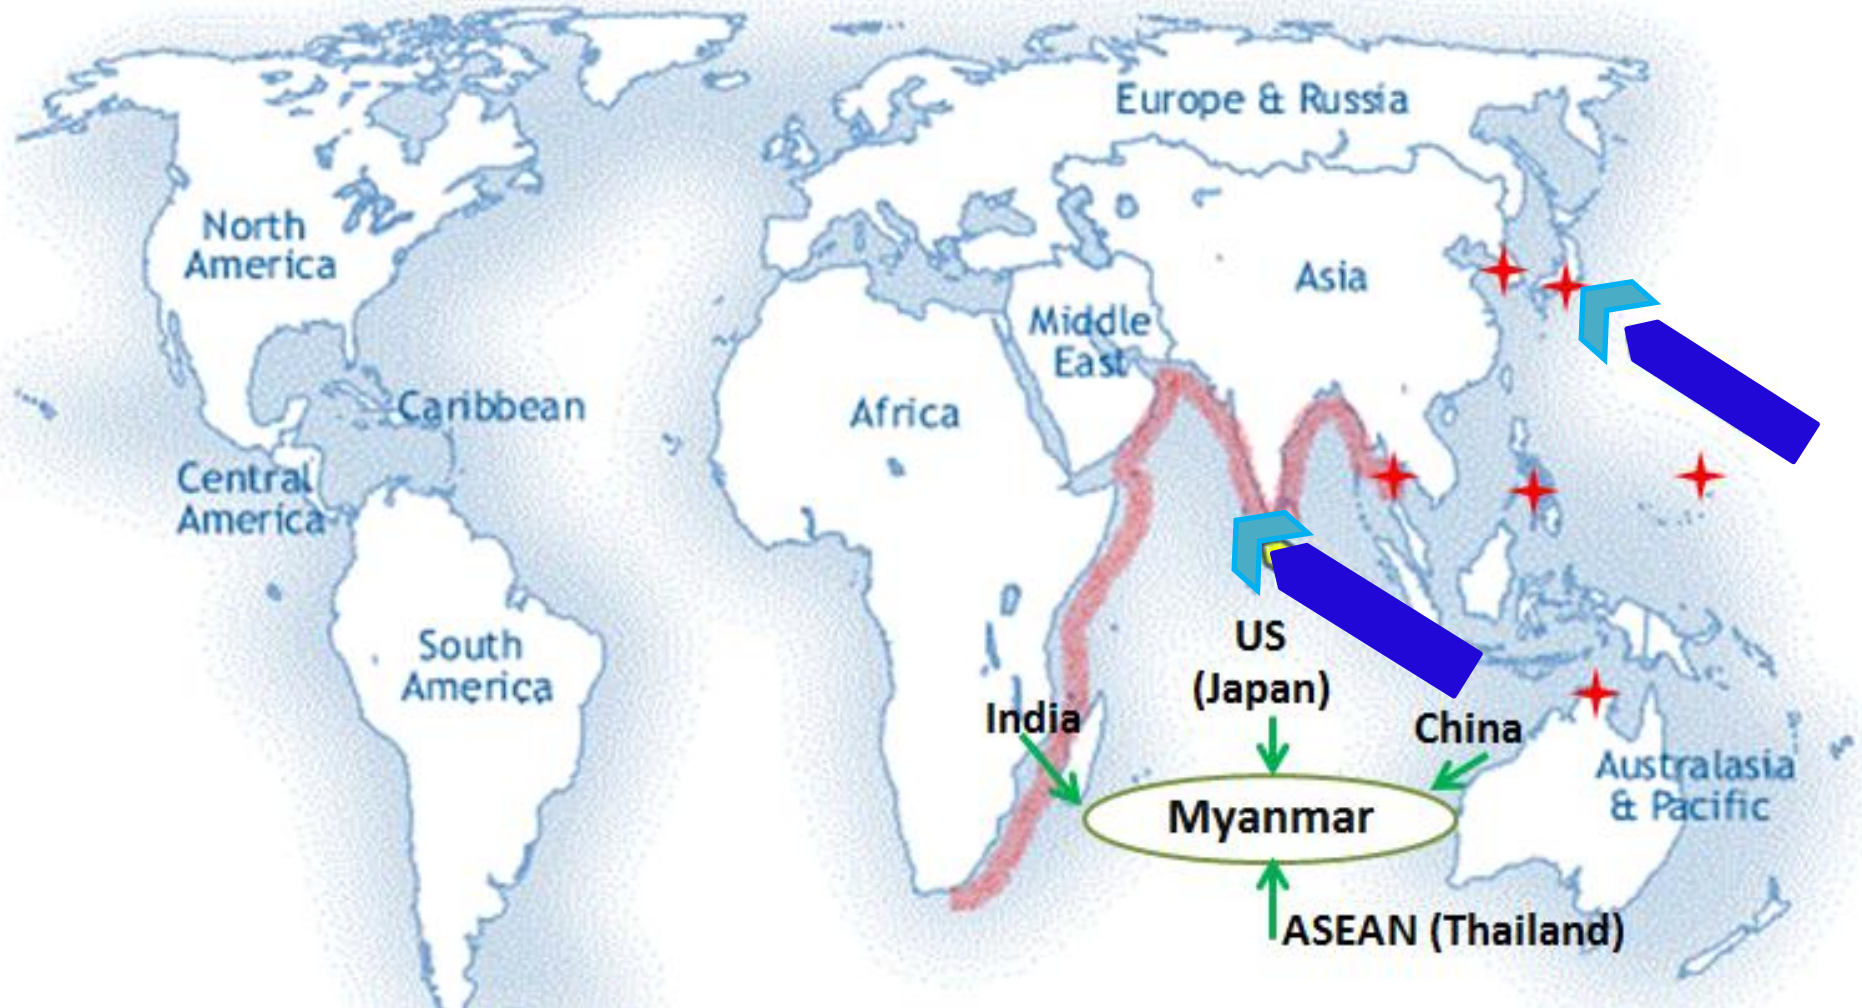 Europe & Russia
North
America
Asia
Middle
East
Caribbean
Africa
Central
America
South
America
US
(Japan)
India
China
Australasia
& Pacific
Myanmar
ASEAN (Thailand)